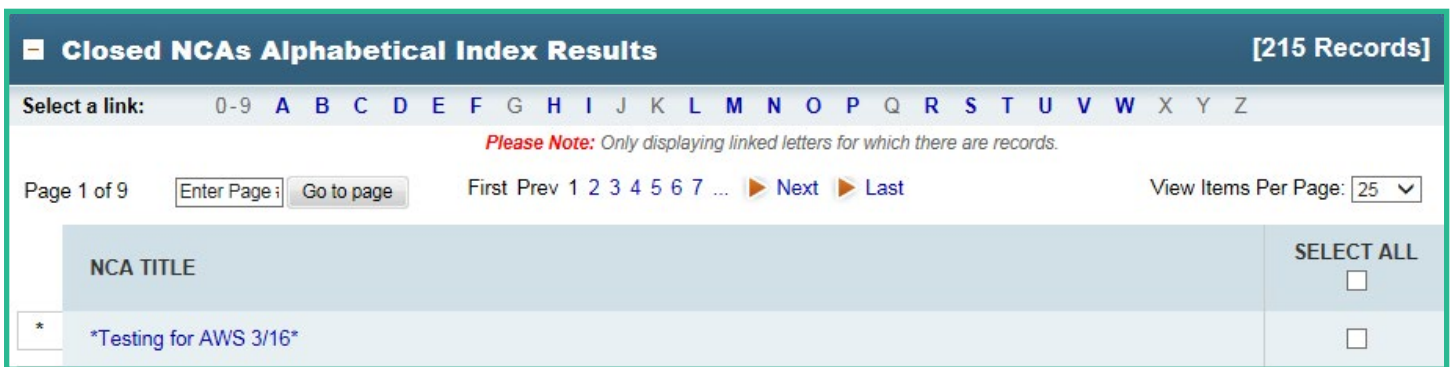 Closed NCAs Alphabetical Index Results [215 Records]
Select a link: 0-9 A B C D E F G H I J K L M N O P Q R S T U V W X Y Z
Please Note: Only displaying linked letters for which there are records.
Page 1 of 9 Enter Page Go to page First Prev 1 2 3 4 5 6 7 ... Next Last View Items Per Page: 25
NCA TITLE SELECT ALL
* *Testing for AWS 3/16*